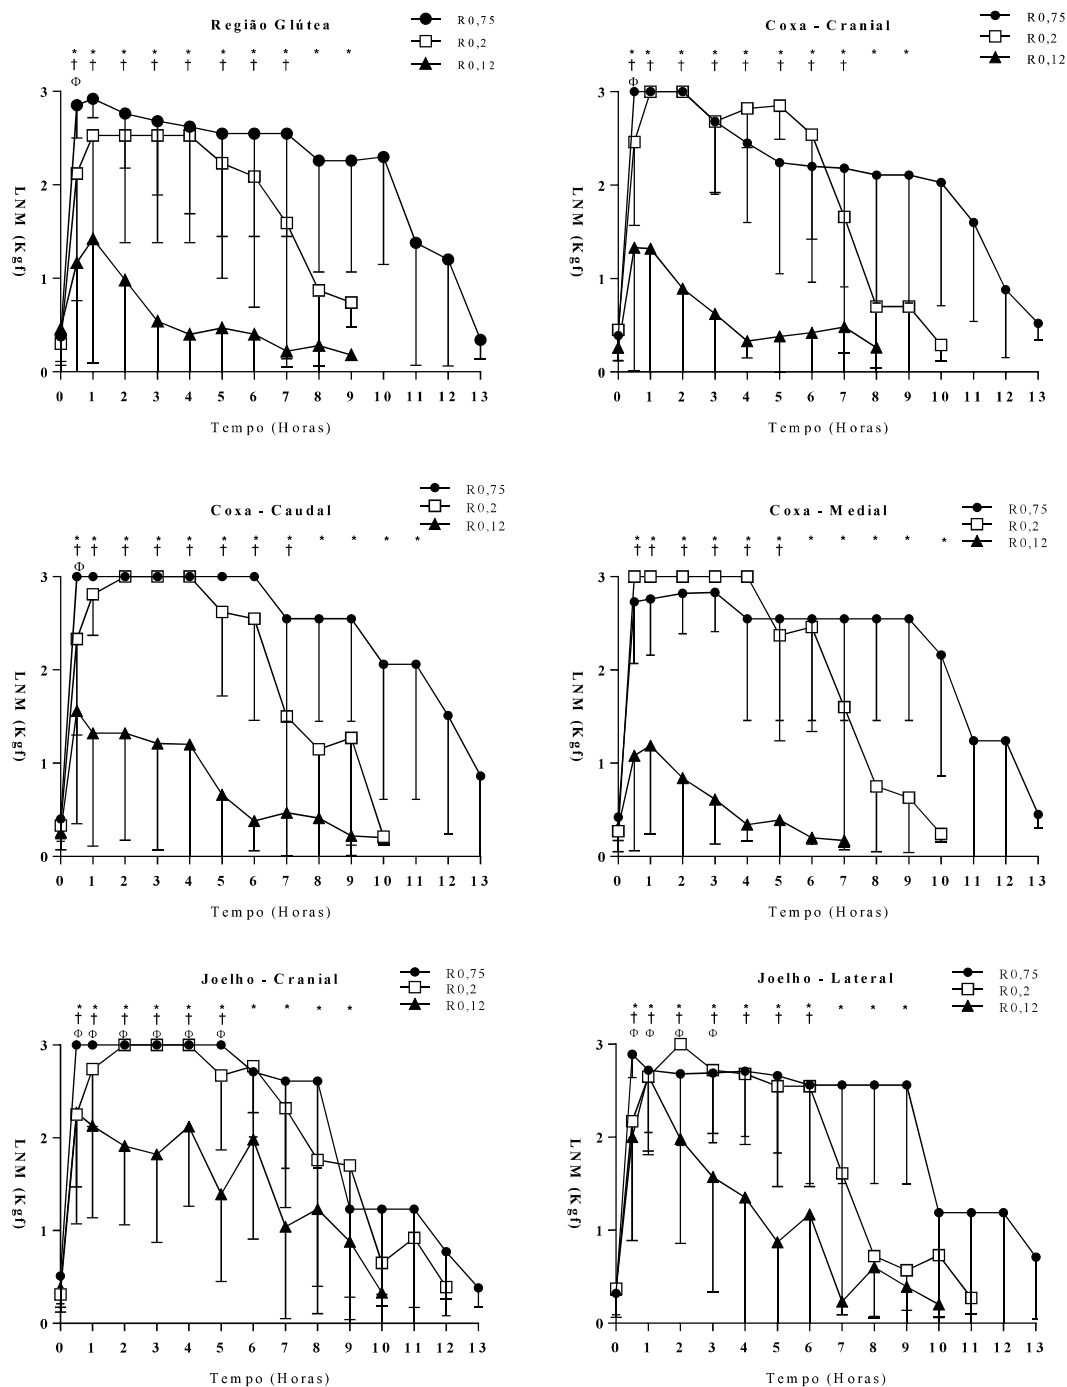 Região Glútea
R0,75
R0,2
R0,12
* * * * * * * * * *
† † † † † † † †
Φ
3
2
1
0
LNM (Kgf)
0 1 2 3 4 5 6 7 8 9 10 11 12 13
Tempo (Horas)
Coxa - Cranial
R0,75
R0,2
R0,12
* * * * * * * * * *
† † † † † † † †
Φ
3
2
1
0
LNM (Kgf)
0 1 2 3 4 5 6 7 8 9 10 11 12 13
Tempo (Horas)
Coxa - Caudal
R0,75
R0,2
R0,12
* * * * * * * * * * * *
† † † † † † † †
Φ
3
2
1
0
LNM (Kgf)
0 1 2 3 4 5 6 7 8 9 10 11 12 13
Tempo (Horas)
Coxa - Medial
R0,75
R0,2
R0,12
* * * * * * * * * * *
† † † † † †
3
2
1
0
LNM (Kgf)
0 1 2 3 4 5 6 7 8 9 10 11 12 13
Tempo (Horas)
Joelho - Cranial
R0,75
R0,2
R0,12
* * * * * * * * * *
† † † † † †
Φ Φ Φ Φ Φ Φ
3
2
1
0
LNM (Kgf)
0 1 2 3 4 5 6 7 8 9 10 11 12 13
Tempo (Horas)
Joelho - Lateral
R0,75
R0,2
R0,12
* * * * * * * * * *
† † † † † † †
Φ Φ Φ Φ
3
2
1
0
LNM (Kgf)
0 1 2 3 4 5 6 7 8 9 10 11 12 13
Tempo (Horas)